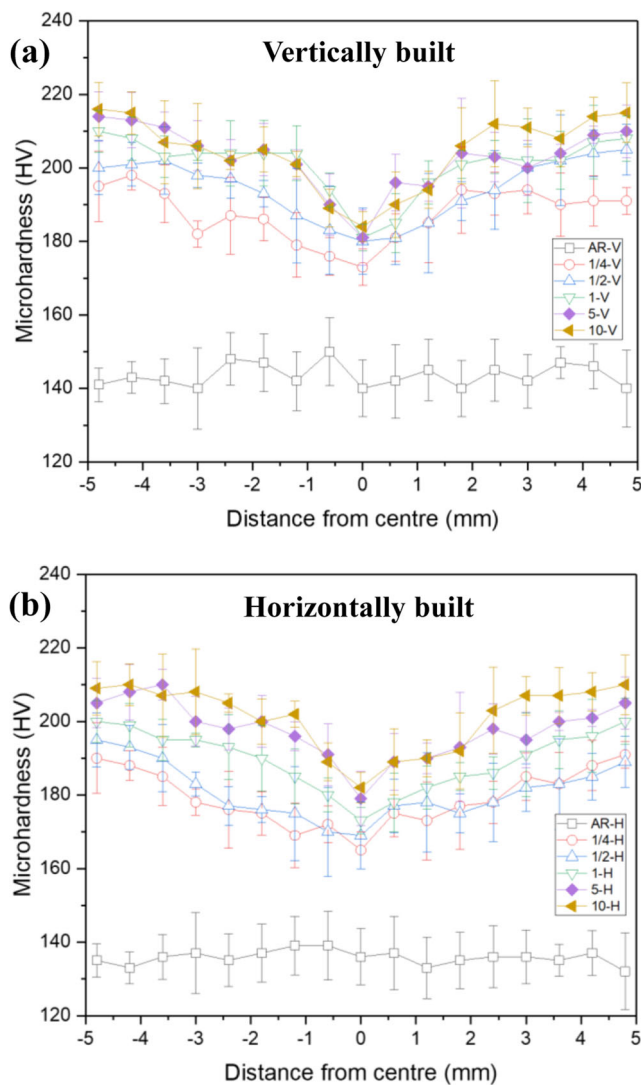 (a)
Vertically built
240
220
200
180
160
140
120
Microhardness (HV)
AR-V
1/4-V
1/2-V
1-V
5-V
10-V
-5 -4 -3 -2 -1 0 1 2 3 4 5
Distance from centre (mm)
(b)
Horizontally built
240
220
200
180
160
140
120
Microhardness (HV)
AR-H
1/4-H
1/2-H
1-H
5-H
10-H
-5 -4 -3 -2 -1 0 1 2 3 4 5
Distance from centre (mm)